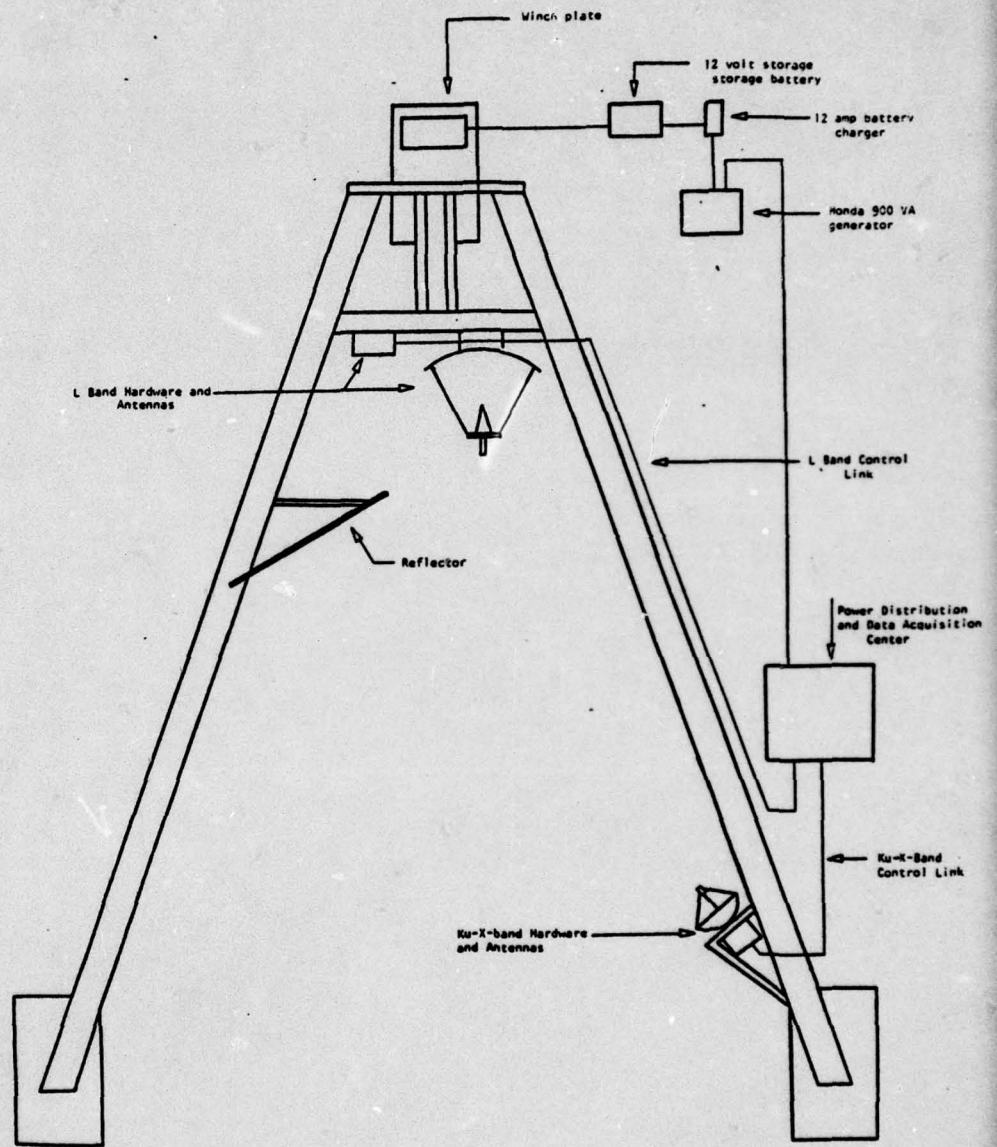 Winch plate
12 volt storage
storage battery
12 amp battery
charger
Honda 900 VA
generator
L Band Hardware and
Antennas
L Band Control
Link
Reflector
Power Distribution
and Data Acquisition
Center
Ku-X-Band
Control Link
Ku-X-band Hardware
and Antennas